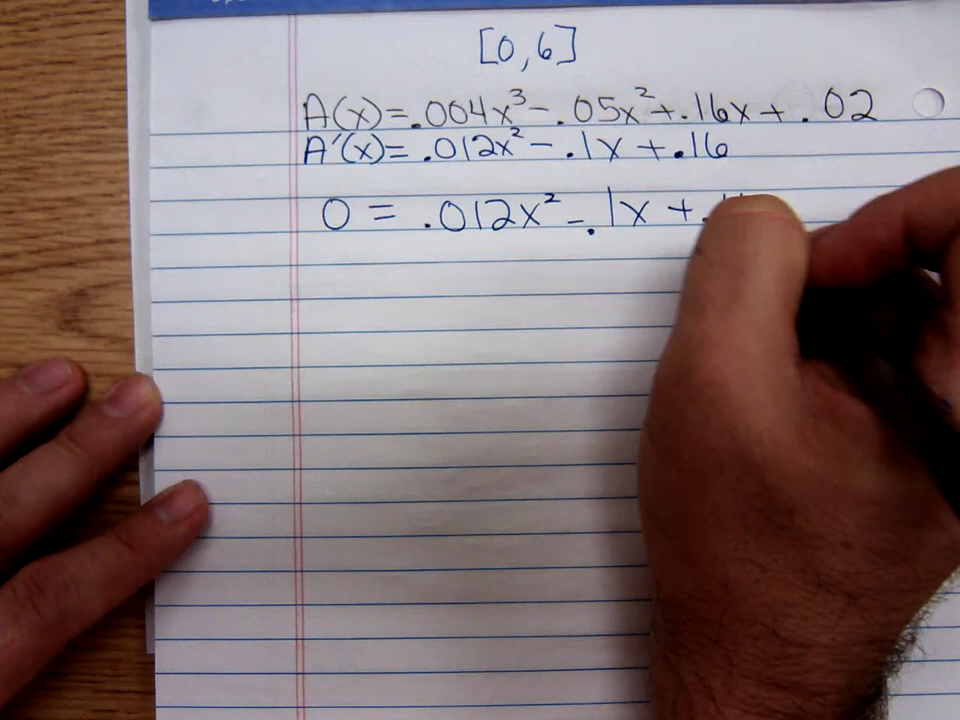 [0,6]
A(x)=.004x³-.05x²+.16x+.02
A'(x)=.012x²-.1x+.16
0=.012x²-.1x+